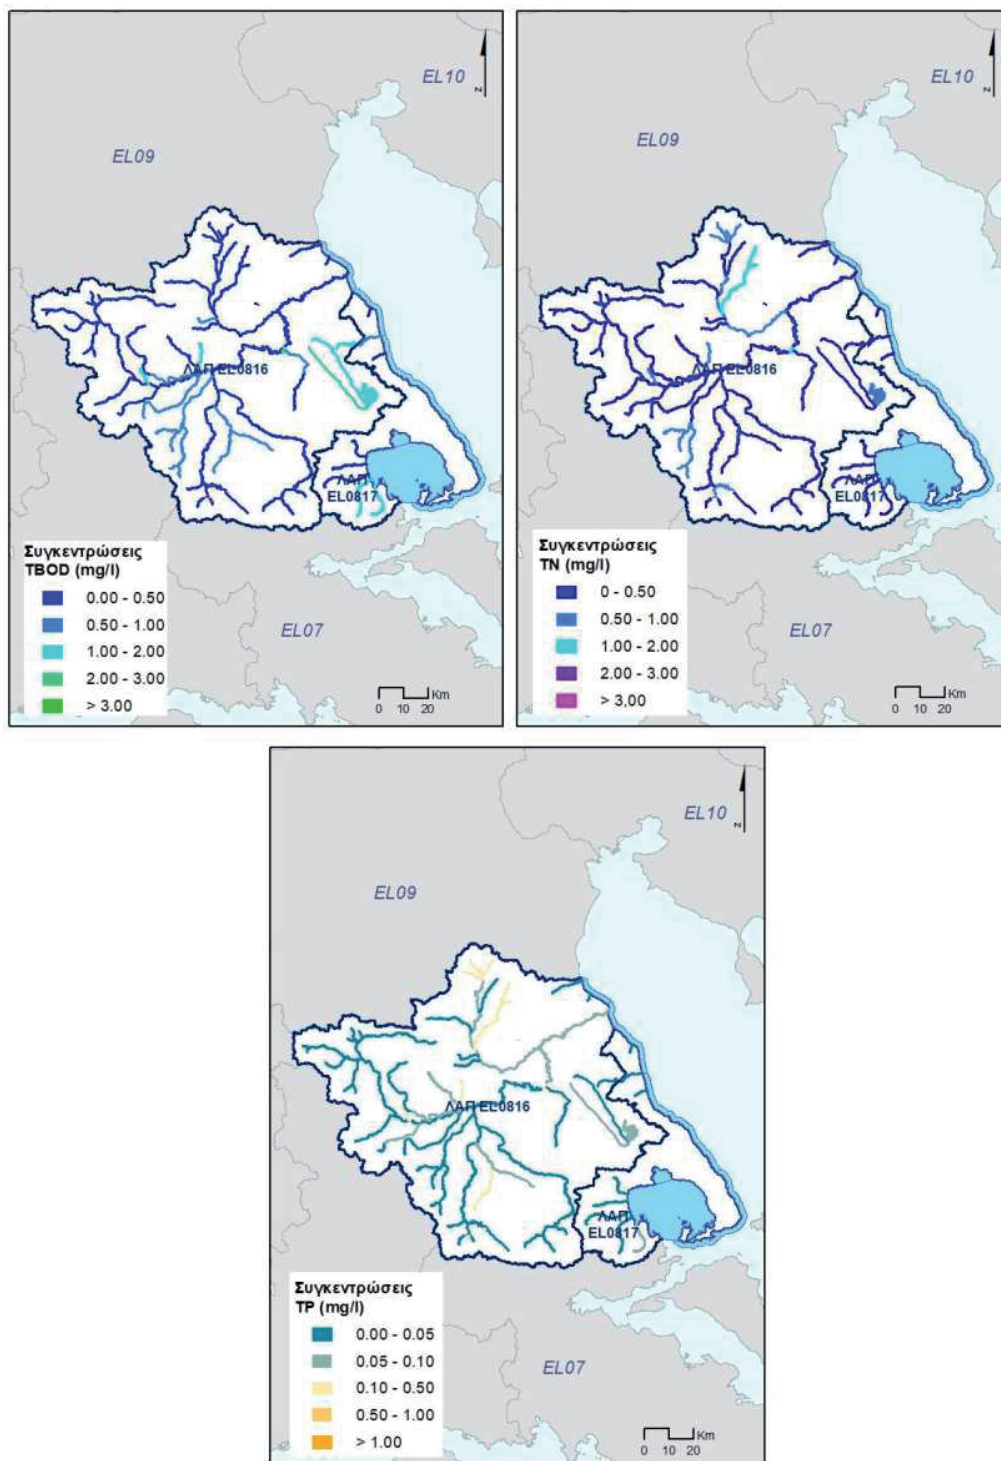 EL10
N
EL09
ΛΑΠ EL0816
ΛΑΠ
EL0817
Συγκεντρώσεις
TBOD (mg/l)
0.00 - 0.50
0.50 - 1.00
1.00 - 2.00
2.00 - 3.00
> 3.00
EL07
Km
0 10 20
EL10
N
EL09
ΛΑΠ EL0816
ΛΑΠ
EL0817
Συγκεντρώσεις
TN (mg/l)
0 - 0.50
0.50 - 1.00
1.00 - 2.00
2.00 - 3.00
> 3.00
EL07
Km
0 10 20
EL10
N
EL09
ΛΑΠ EL0816
ΛΑΠ
EL0817
Συγκεντρώσεις
TP (mg/l)
0.00 - 0.05
0.05 - 0.10
0.10 - 0.50
0.50 - 1.00
> 1.00
EL07
Km
0 10 20